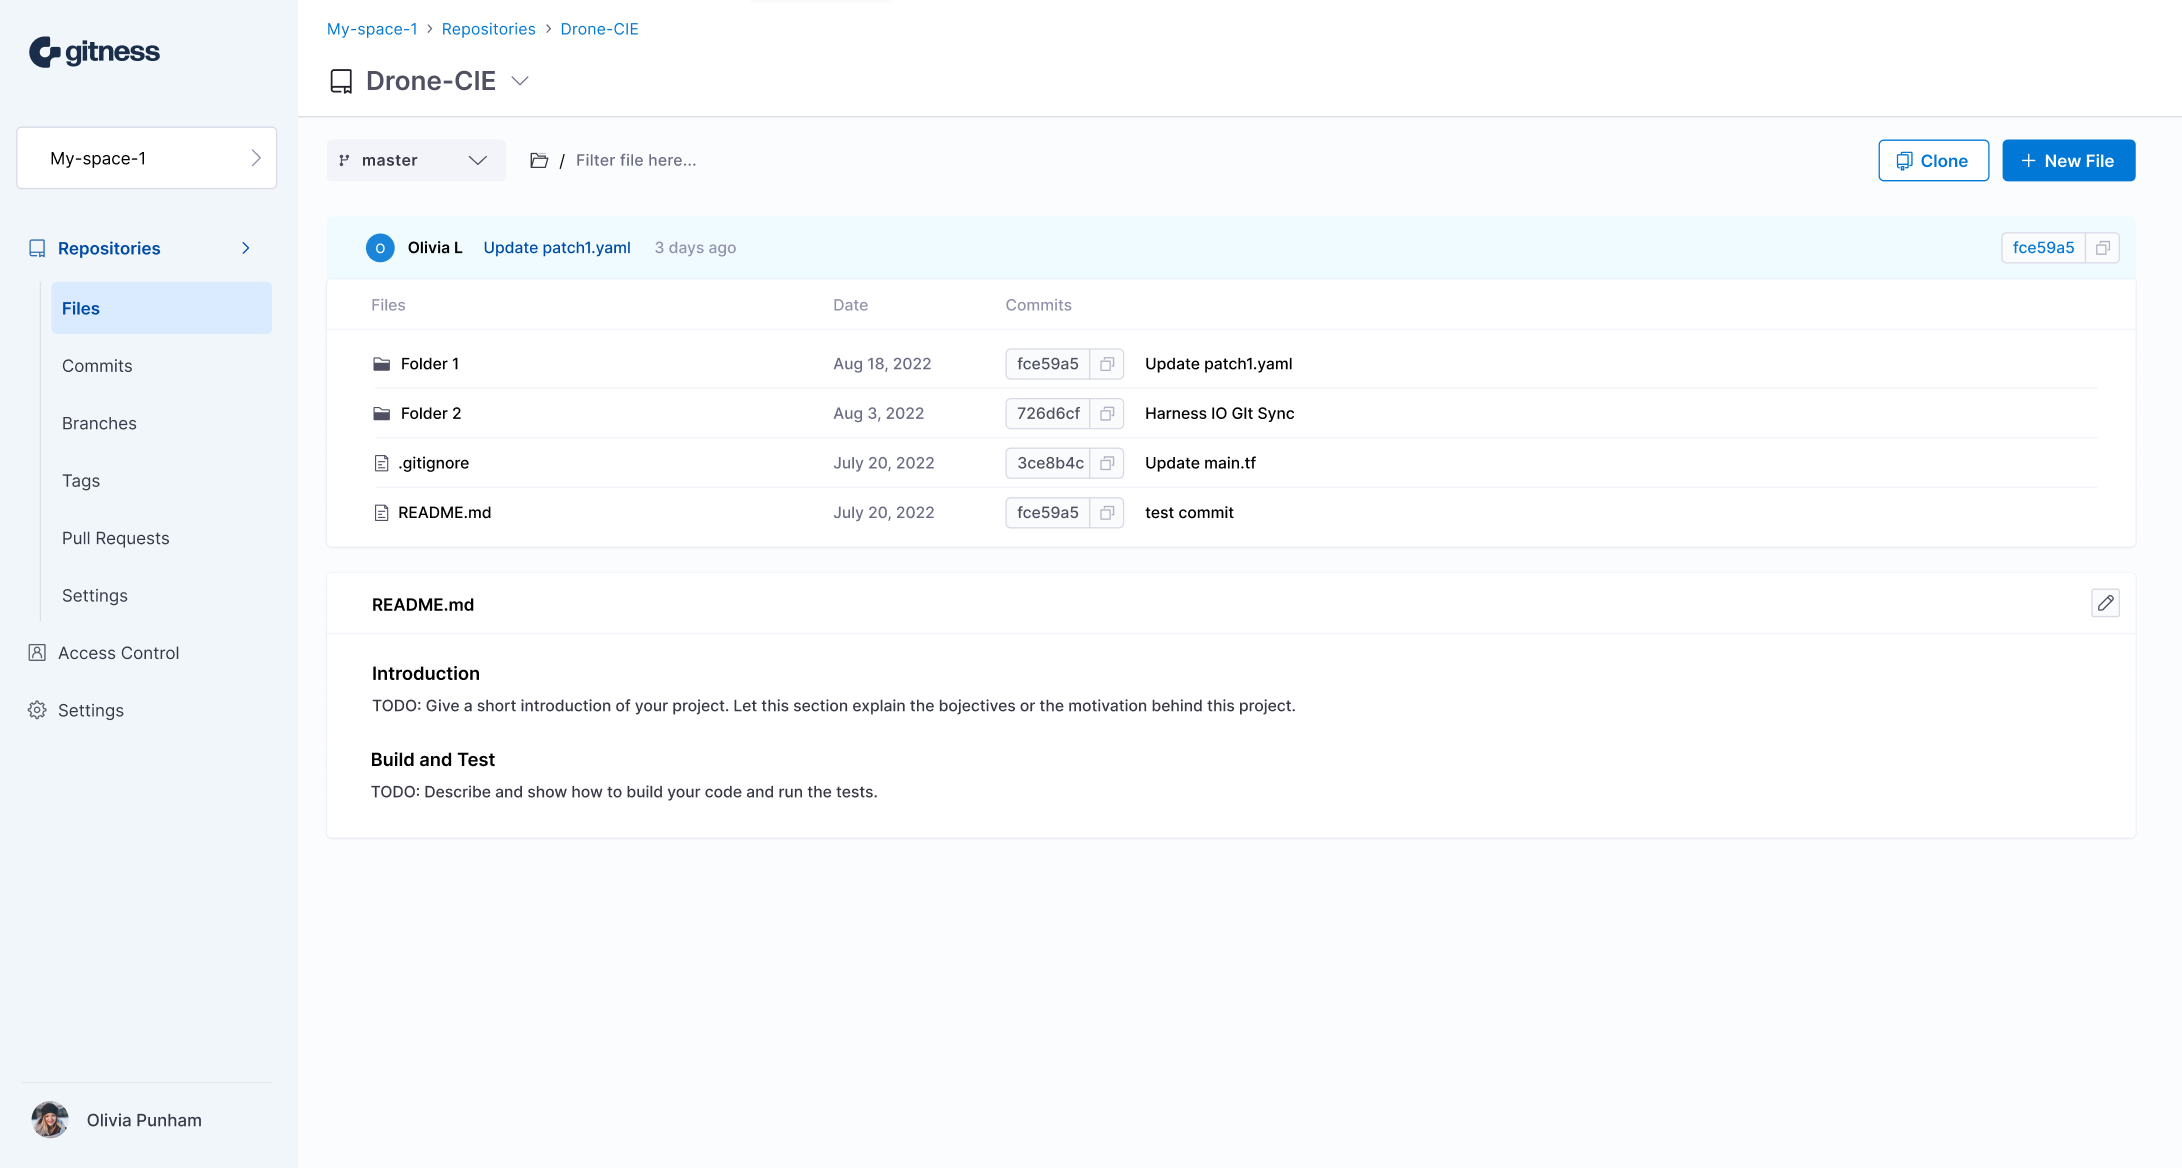 gitness
My-space-1
Repositories
Files
Commits
Branches
Tags
Pull Requests
Settings
Access Control
Settings
Olivia Punham
My-space-1 > Repositories > Drone-CIE
Drone-CIE
master
/ Filter file here...
Clone
+ New File
O Olivia L Update patch1.yaml 3 days ago fce59a5
Files Date Commits
Folder 1 Aug 18, 2022 fce59a5 Update patch1.yaml
Folder 2 Aug 3, 2022 726d6cf Harness IO GIt Sync
.gitignore July 20, 2022 3ce8b4c Update main.tf
README.md July 20, 2022 fce59a5 test commit
README.md
Introduction
TODO: Give a short introduction of your project. Let this section explain the bojectives or the motivation behind this project.
Build and Test
TODO: Describe and show how to build your code and run the tests.